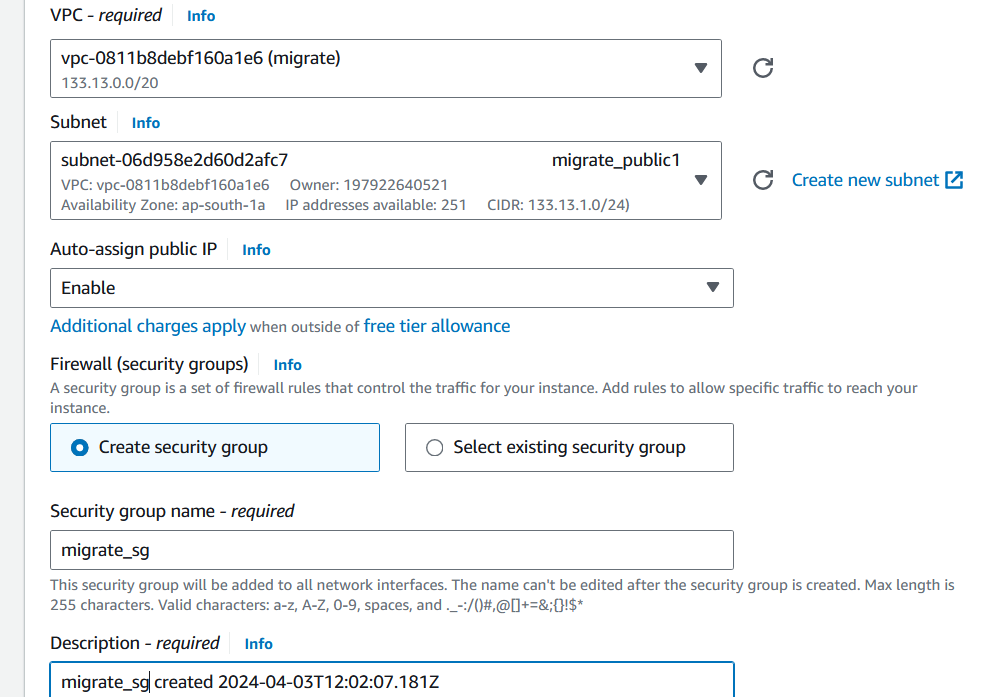 VPC - required Info
vpc-0811b8debf160a1e6 (migrate)
133.13.0.0/20
Subnet Info
subnet-06d958e2d60d2afc7 migrate_public1
VPC: vpc-0811b8debf160a1e6 Owner: 197922640521
Availability Zone: ap-south-1a IP addresses available: 251 CIDR: 133.13.1.0/24)
Create new subnet
Auto-assign public IP Info
Enable
Additional charges apply when outside of free tier allowance
Firewall (security groups) Info
A security group is a set of firewall rules that control the traffic for your instance. Add rules to allow specific traffic to reach your
instance.
Create security group Select existing security group
Security group name - required
migrate_sg
This security group will be added to all network interfaces. The name can't be edited after the security group is created. Max length is
255 characters. Valid characters: a-z, A-Z, 0-9, spaces, and ._-:/()#,@[]+=&;{}!$*
Description - required Info
migrate_sg created 2024-04-03T12:02:07.181Z